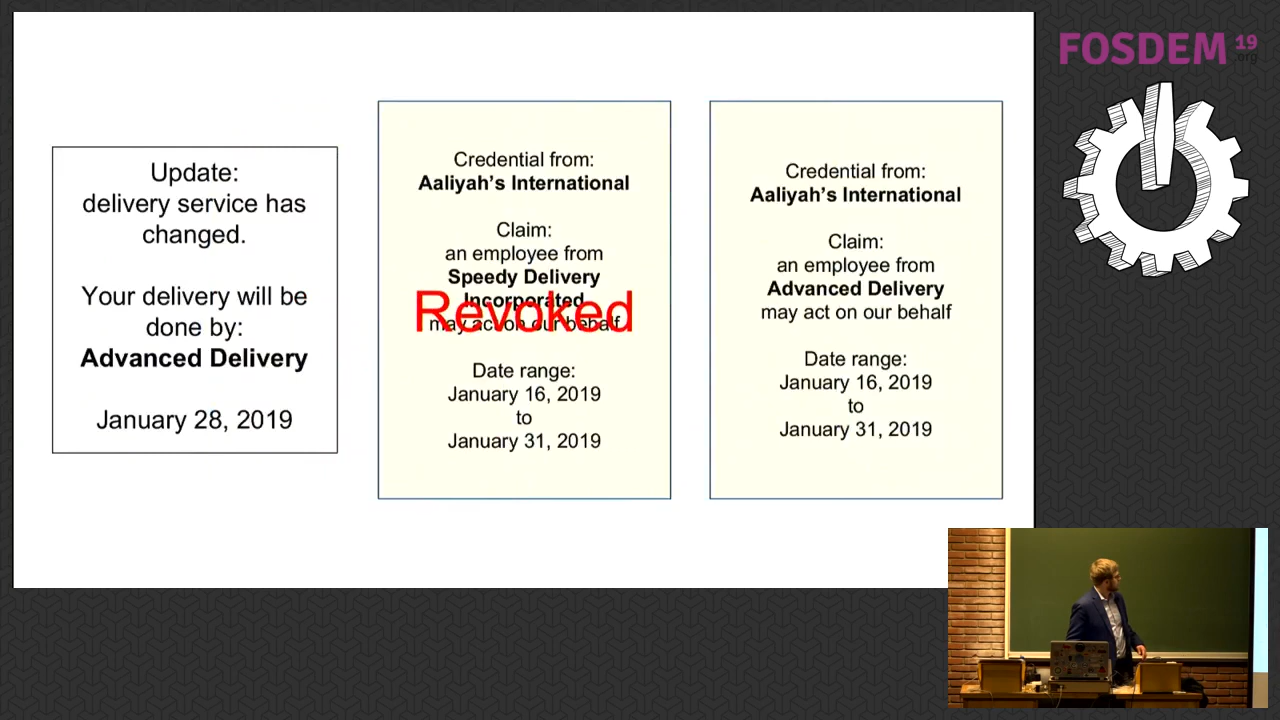 FOSDEM 19
.org
Update:
delivery service has
changed.
Your delivery will be
done by:
Advanced Delivery
January 28, 2019
Credential from:
Aaliyah's International
Claim:
an employee from
Speedy Delivery
Incorporated
Revoked
may act on our behalf
Date range:
January 16, 2019
to
January 31, 2019
Credential from:
Aaliyah's International
Claim:
an employee from
Advanced Delivery
may act on our behalf
Date range:
January 16, 2019
to
January 31, 2019